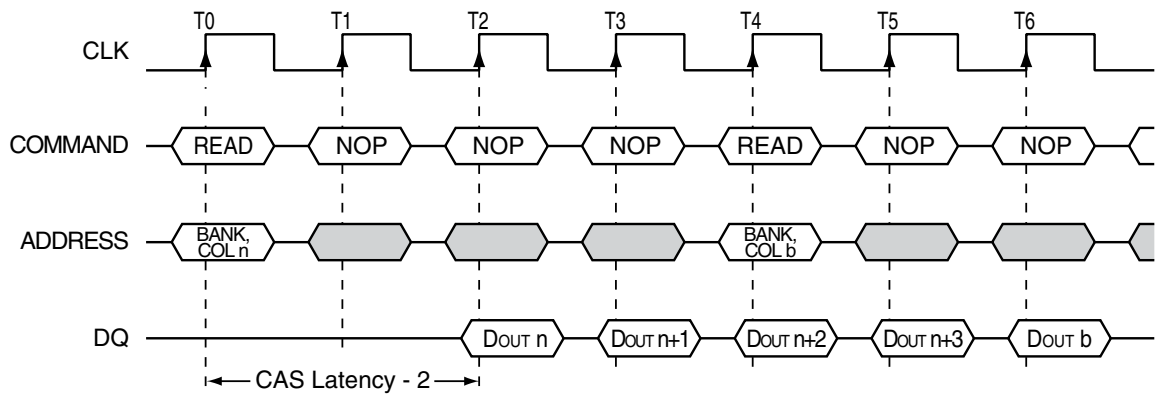 T0 T1 T2 T3 T4 T5 T6
CLK
COMMAND READ NOP NOP NOP READ NOP NOP
ADDRESS BANK, COL n BANK, COL b
DQ DOUT n DOUT n+1 DOUT n+2 DOUT n+3 DOUT b
CAS Latency - 2